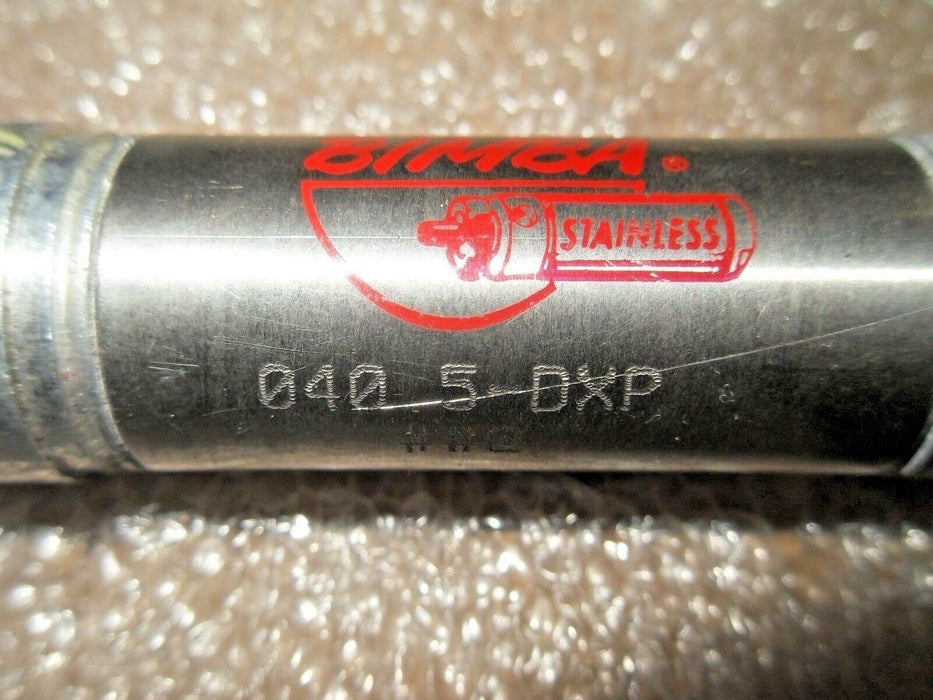 BIMBA ®
STAINLESS
040.5-DXP